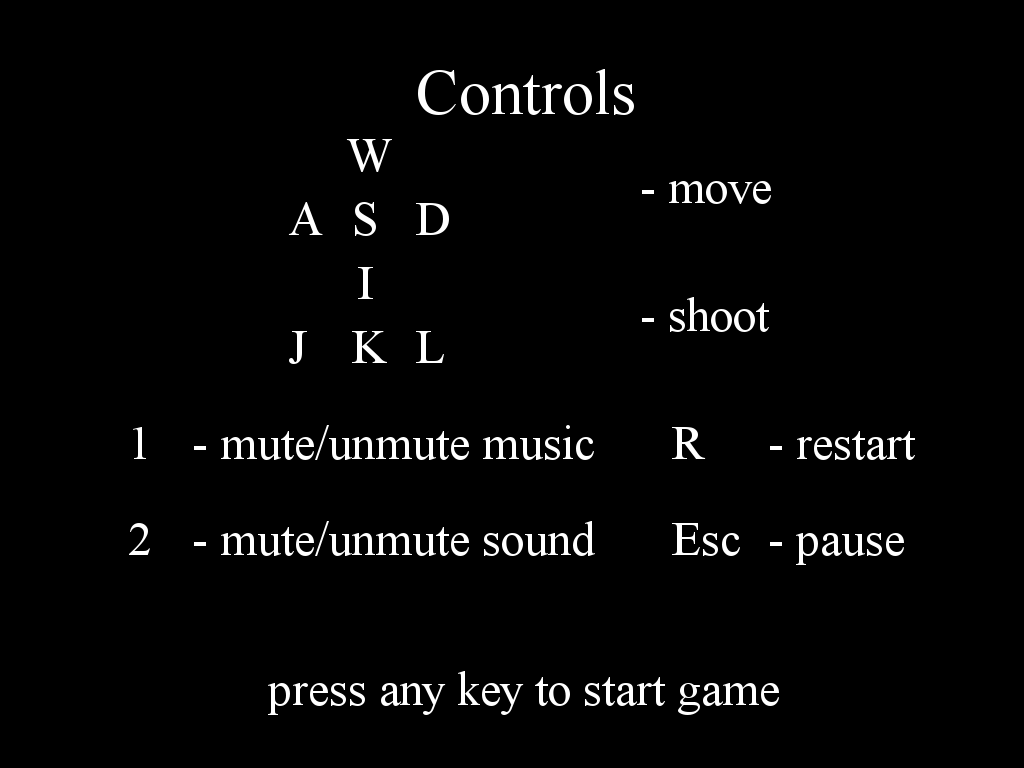 Controls
W
- move
A S D
I
- shoot
J K L
1 - mute/unmute music R - restart
2 - mute/unmute sound Esc - pause
press any key to start game